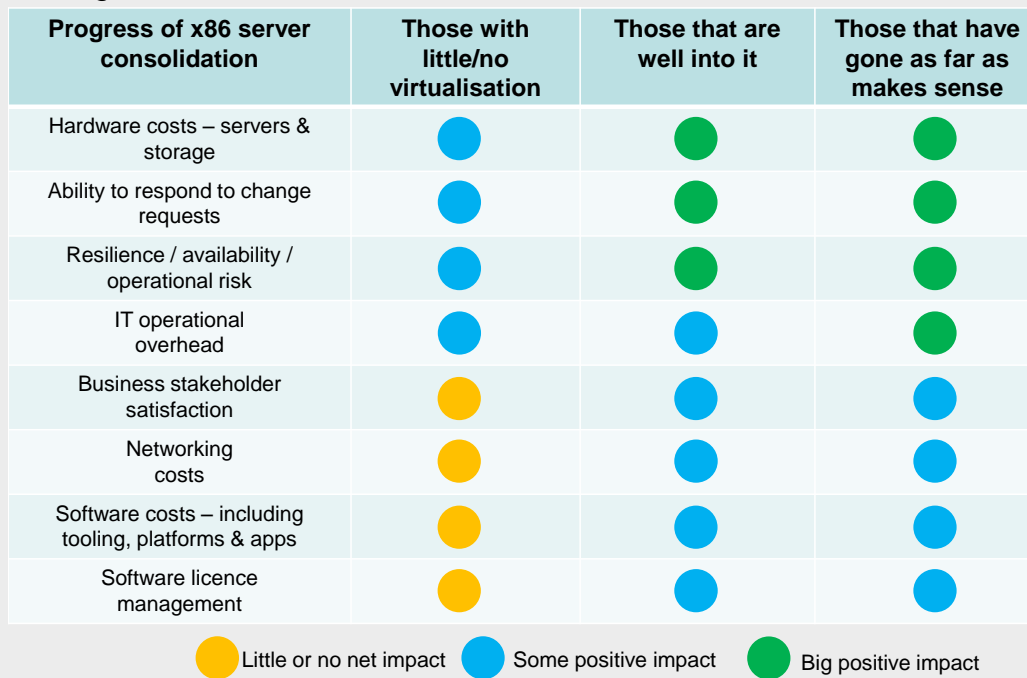 Progress of x86 server
consolidation
Those with
little/no
virtualisation
Those that are
well into it
Those that have
gone as far as
makes sense
Hardware costs – servers &
storage
Ability to respond to change
requests
Resilience / availability /
operational risk
IT operational
overhead
Business stakeholder
satisfaction
Networking
costs
Software costs – including
tooling, platforms & apps
Software licence
management
Little or no net impact
Some positive impact
Big positive impact